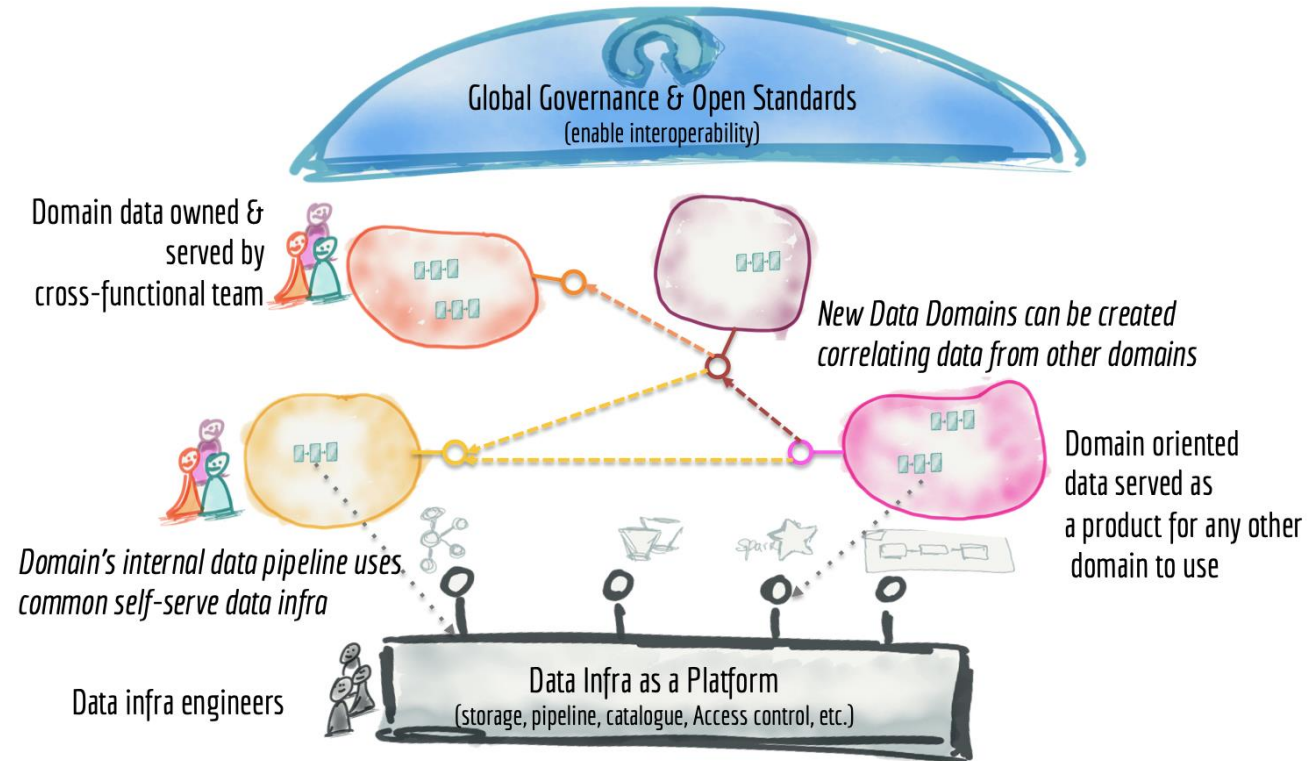 Global Governance & Open Standards
(enable interoperability)
Domain data owned &
served by
cross-functional team
New Data Domains can be created
correlating data from other domains
Domain oriented
data served as
a product for any other
domain to use
Spark
Domain's internal data pipeline uses
common self-serve data infra
Data infra engineers
Data Infra as a Platform
(storage, pipeline, catalogue, Access control, etc.)